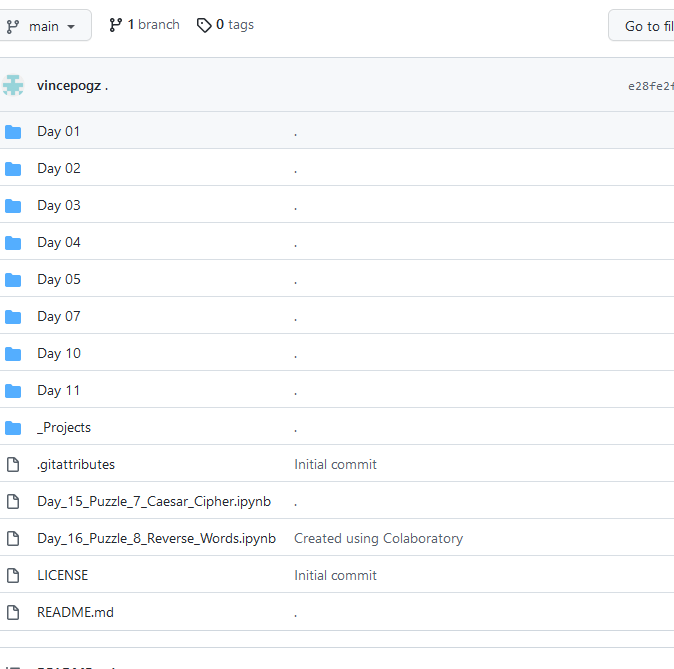 main 1 branch 0 tags Go to fil
vincepogz . e28fe2f
Day 01 .
Day 02 .
Day 03 .
Day 04 .
Day 05 .
Day 07 .
Day 10 .
Day 11 .
_Projects .
.gitattributes Initial commit
Day_15_Puzzle_7_Caesar_Cipher.ipynb .
Day_16_Puzzle_8_Reverse_Words.ipynb Created using Colaboratory
LICENSE Initial commit
README.md .